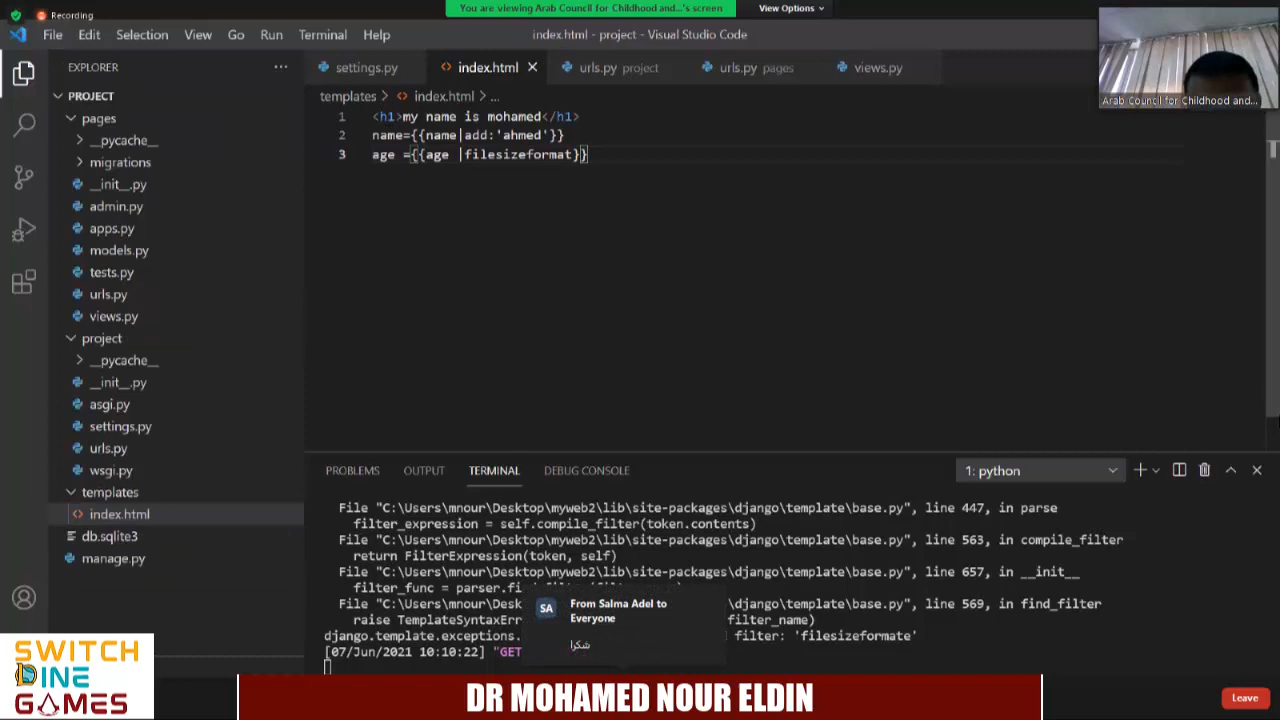 Recording
You are viewing Arab Council for Childhood and...'s screen
View Options
File Edit Selection View Go Run Terminal Help
index.html - project - Visual Studio Code
EXPLORER
settings.py
index.html
urls.py project
urls.py pages
views.py
Arab Council for Childhood and...
PROJECT
pages
__pycache__
migrations
__init__.py
admin.py
apps.py
models.py
tests.py
urls.py
views.py
project
__pycache__
__init__.py
asgi.py
settings.py
urls.py
wsgi.py
templates
index.html
db.sqlite3
manage.py
templates > index.html > ...
1 <h1>my name is mohamed</h1>
2 name={{name|add:'ahmed'}}
3 age ={{age |filesizeformat}}
PROBLEMS OUTPUT TERMINAL DEBUG CONSOLE
1: python
File "C:\Users\mnour\Desktop\myweb2\lib\site-packages\django\template\base.py", line 447, in parse
filter_expression = self.compile_filter(token.contents)
File "C:\Users\mnour\Desktop\myweb2\lib\site-packages\django\template\base.py", line 563, in compile_filter
return FilterExpression(token, self)
File "C:\Users\mnour\Desktop\myweb2\lib\site-packages\django\template\base.py", line 657, in __init__
filter_func = parser.
File "C:\Users\mnour\Desk b\site-packages\django\template\base.py", line 569, in find_filter
raise TemplateSyntaxErr filter_name)
django.template.exceptions. filter: 'filesizeformate'
[07/Jun/2021 10:10:22] "GET
SA
From Salma Adel to
Everyone
شكرا
SWITCH
DINE
GAMES
DR MOHAMED NOUR ELDIN
Leave